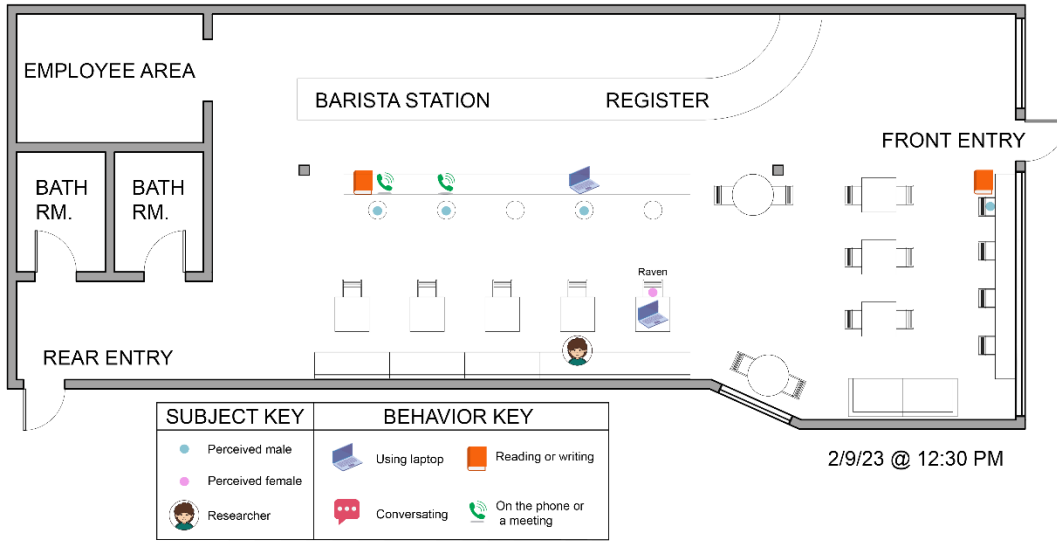 EMPLOYEE AREA
BARISTA STATION
REGISTER
FRONT ENTRY
BATH
RM.
BATH
RM.
Raven
REAR ENTRY
SUBJECT KEY
Perceived male
Perceived female
Researcher
BEHAVIOR KEY
Using laptop
Reading or writing
Conversating
On the phone or
a meeting
2/9/23 @ 12:30 PM